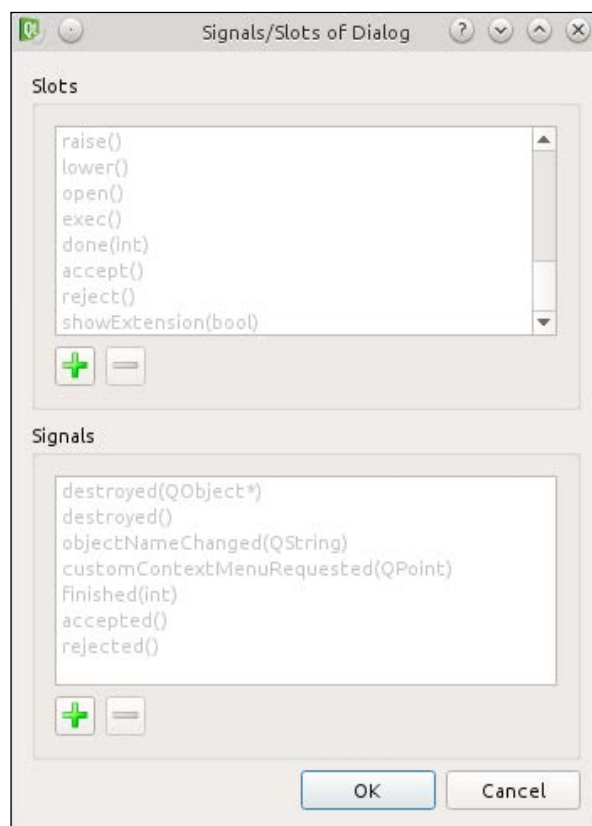 Signals/Slots of Dialog
Slots
raise()
lower()
open()
exec()
done(int)
accept()
reject()
showExtension(bool)
Signals
destroyed(QObject*)
destroyed()
objectNameChanged(QString)
customContextMenuRequested(QPoint)
finished(int)
accepted()
rejected()
OK Cancel